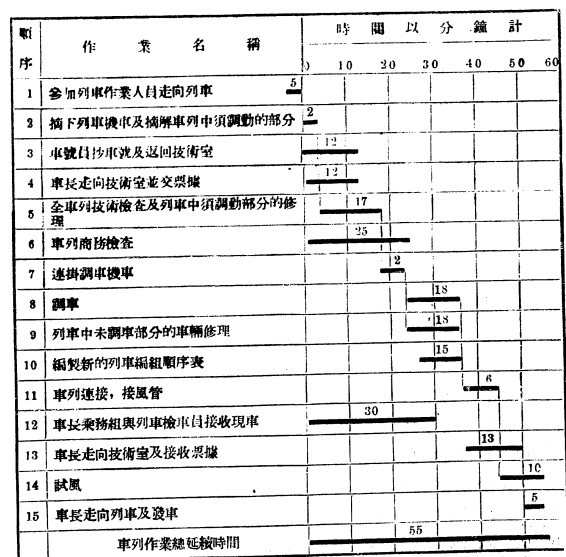 順序 作業名稱 時間以分鐘計
0 10 20 30 40 50 60
1 參加列車作業人員走向列車 5
2 摘下列車機車及摘解車列中須調動的部分 2
3 車號員抄車號及返回技術室 12
4 車長走向技術室並交票據 12
5 全車列技術檢查及列車中須調動部分的修理 17
6 車列商務檢查 25
7 連掛調車機車 2
8 調車 18
9 列車中未調車部分的車輛修理 18
10 編製新的列車編組順序表 15
11 車列連接，接風管 6
12 車長乘務組與列車檢車員接收現車 30
13 車長走向技術室及接收票據 13
14 試風 10
15 車長走向列車及發車 5
車列作業總延續時間 55